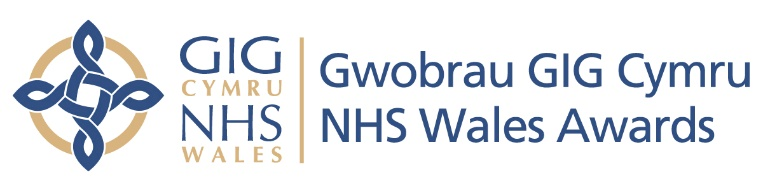 GIG
CYMRU
NHS
WALES
Gwobrau GIG Cymru
NHS Wales Awards